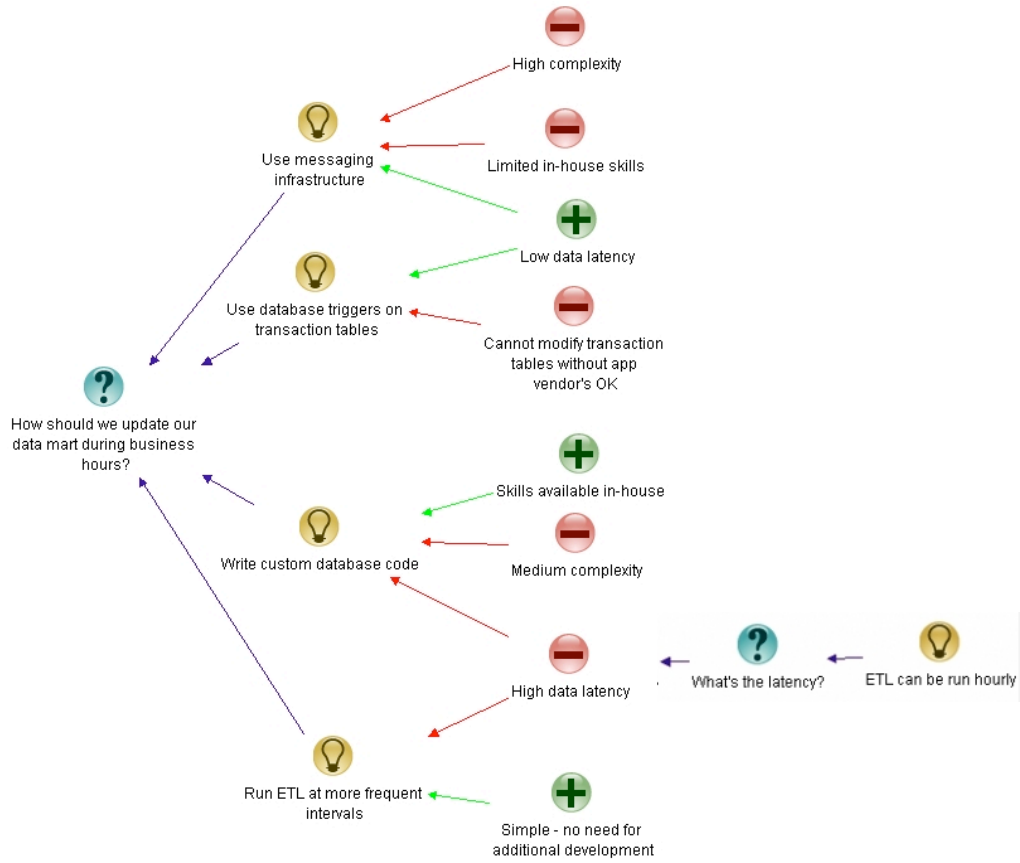 High complexity
Use messaging
infrastructure
Limited in-house skills
Low data latency
Use database triggers on
transaction tables
Cannot modify transaction
tables without app
vendor's OK
?
How should we update our
data mart during business
hours?
Skills available in-house
Write custom database code
Medium complexity
High data latency
?
What's the latency?
ETL can be run hourly
Run ETL at more frequent
intervals
Simple - no need for
additional development